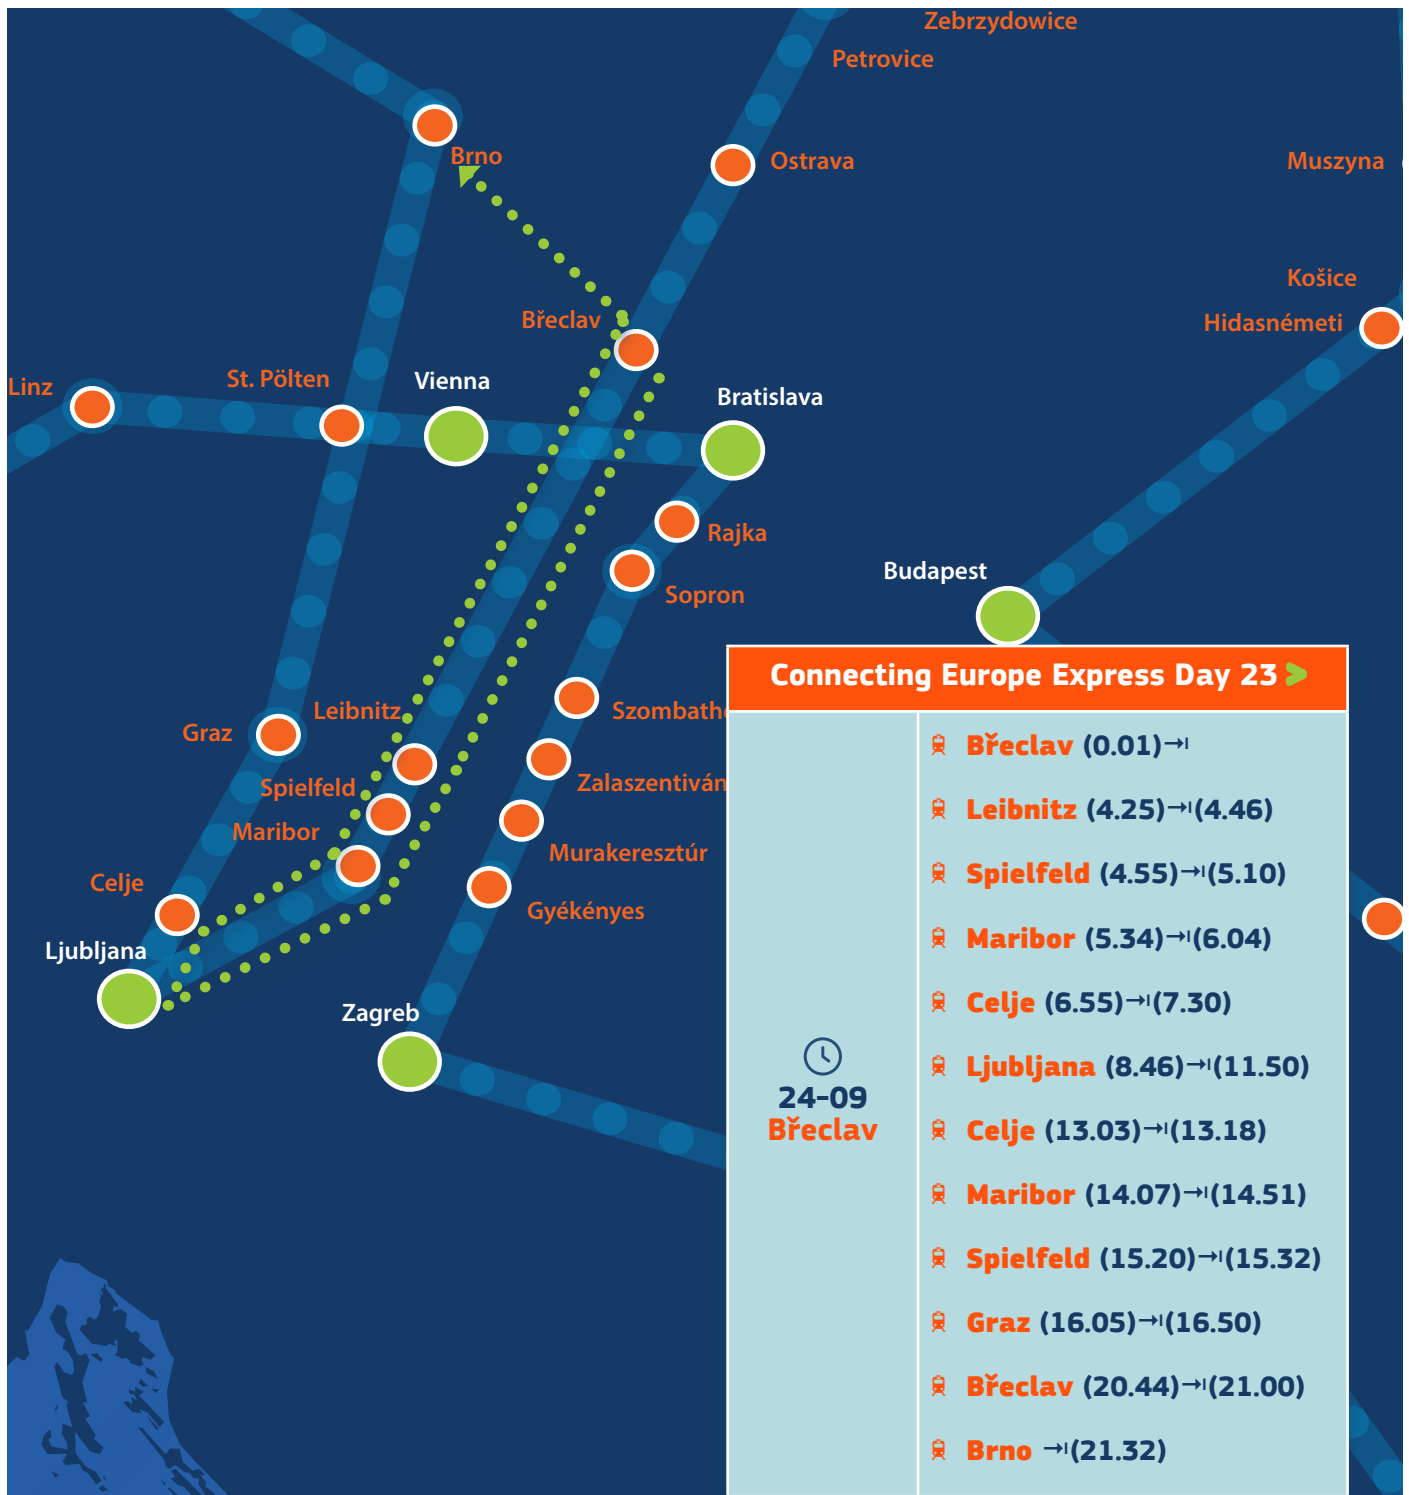 Zebrzydowice
Petrovice
Brno
Ostrava
Muszyna
Košice
Břeclav
Hidasnémeti
Linz
St. Pölten
Vienna
Bratislava
Rajka
Budapest
Sopron
Connecting Europe Express Day 23 >
Leibnitz
Szombathe
Graz
Spielfeld
Zalaszentiván
Maribor
Murakeresztúr
Celje
Gyékényes
Ljubljana
Zagreb
24-09
Břeclav
Břeclav (0.01)→I
Leibnitz (4.25)→I(4.46)
Spielfeld (4.55)→I(5.10)
Maribor (5.34)→I(6.04)
Celje (6.55)→I(7.30)
Ljubljana (8.46)→I(11.50)
Celje (13.03)→I(13.18)
Maribor (14.07)→I(14.51)
Spielfeld (15.20)→I(15.32)
Graz (16.05)→I(16.50)
Břeclav (20.44)→I(21.00)
Brno →I(21.32)